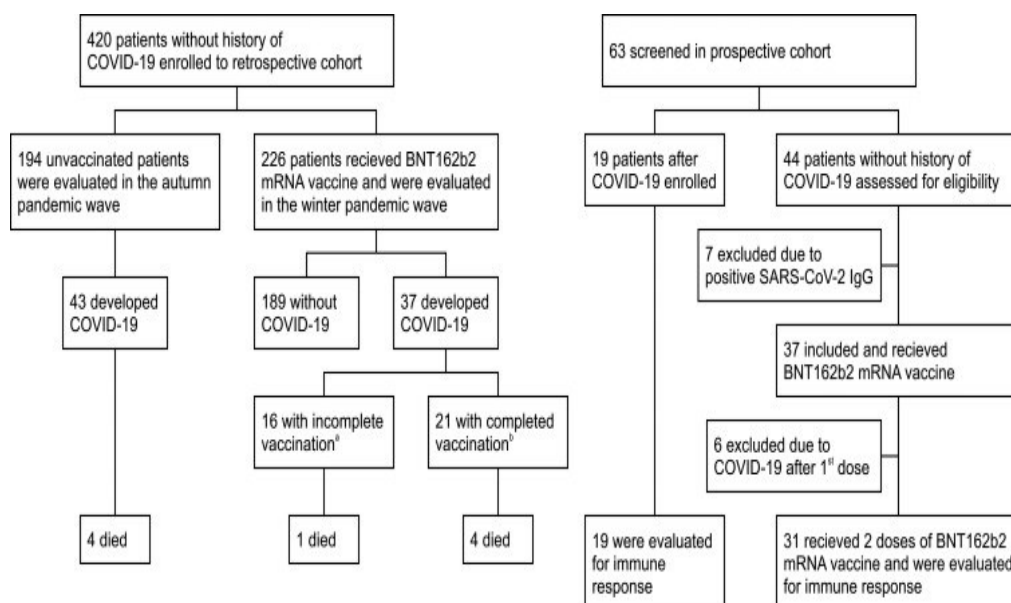 420 patients without history of
COVID-19 enrolled to retrospective cohort
63 screened in prospective cohort
194 unvaccinated patients
were evaluated in the autumn
pandemic wave
226 patients recieved BNT162b2
mRNA vaccine and were evaluated
in the winter pandemic wave
19 patients after
COVID-19 enrolled
44 patients without history of
COVID-19 assessed for eligibility
7 excluded due to
positive SARS-CoV-2 IgG
43 developed
COVID-19
189 without
COVID-19
37 developed
COVID-19
37 included and recieved
BNT162b2 mRNA vaccine
16 with incomplete
vaccinationᵃ
21 with completed
vaccinationᵇ
6 excluded due to
COVID-19 after 1ˢᵗ dose
4 died
1 died
4 died
19 were evaluated
for immune
response
31 recieved 2 doses of BNT162b2
mRNA vaccine and were evaluated
for immune response